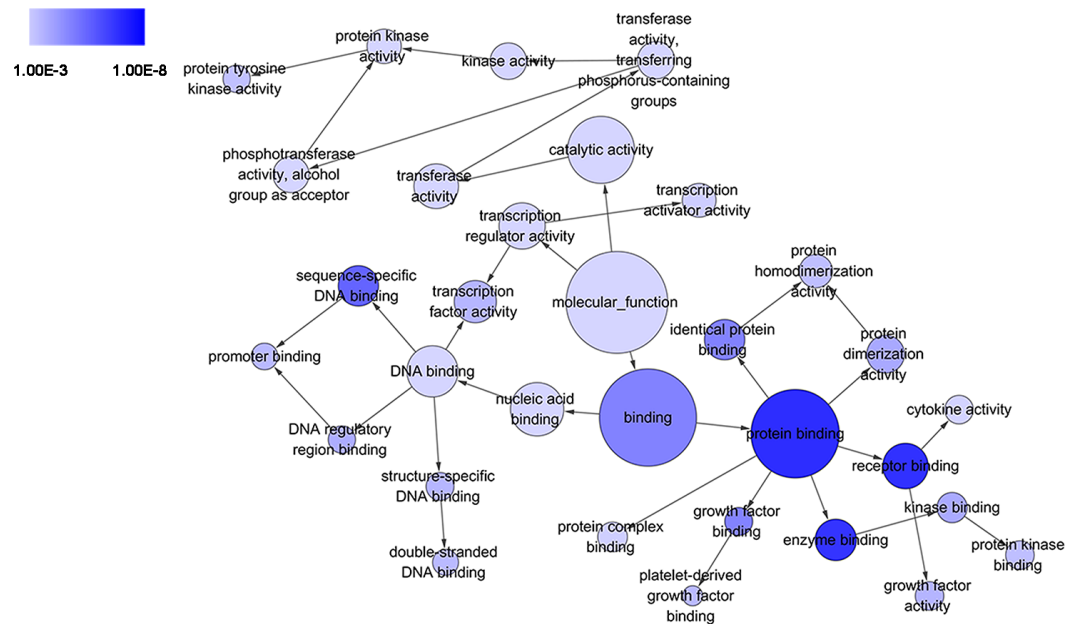 1.00E-3
1.00E-8
protein kinase
activity
protein tyrosine
kinase activity
kinase activity
transferase
activity,
transferring
phosphorus-containing
groups
phosphotransferase
activity, alcohol
group as acceptor
transferase
activity
catalytic activity
transcription
activator activity
transcription
regulator activity
sequence-specific
DNA binding
transcription
factor activity
molecular_function
protein
homodimerization
activity
identical protein
binding
protein
dimerization
activity
promoter binding
DNA binding
nucleic acid
binding
binding
protein binding
cytokine activity
DNA regulatory
region binding
receptor binding
structure-specific
DNA binding
kinase binding
protein complex
binding
growth factor
binding
enzyme binding
protein kinase
binding
double-stranded
DNA binding
platelet-derived
growth factor
binding
growth factor
activity